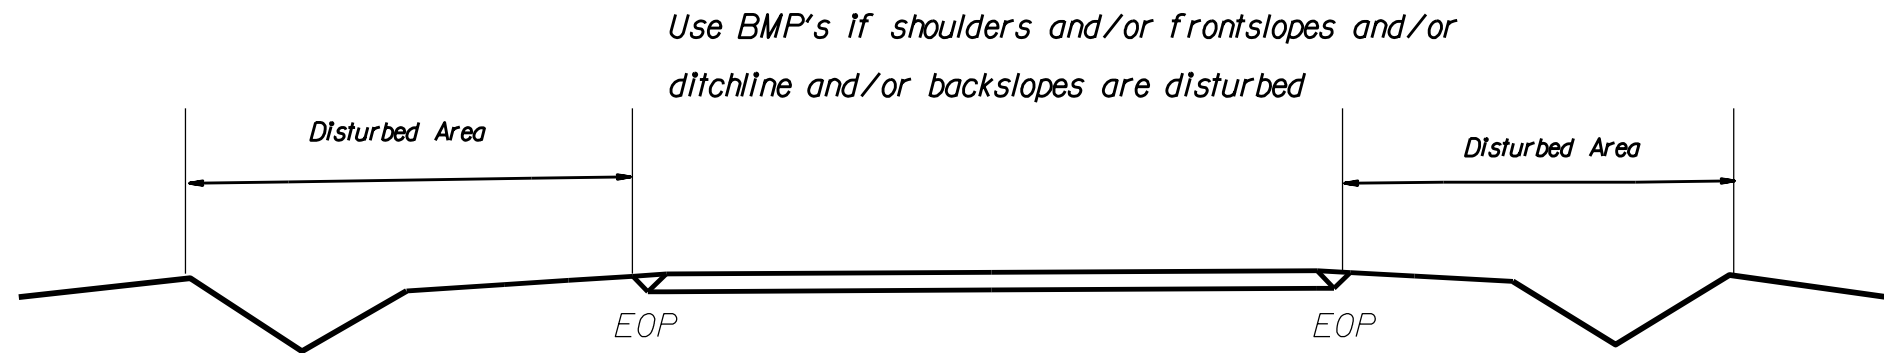 Use BMP's if shoulders and/or frontslopes and/or
ditchline and/or backslopes are disturbed
Disturbed Area
Disturbed Area
EOP
EOP